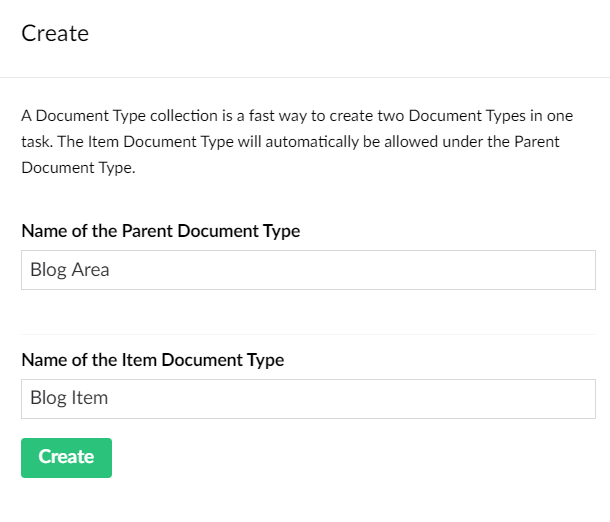 Create
A Document Type collection is a fast way to create two Document Types in one
task. The Item Document Type will automatically be allowed under the Parent
Document Type.
Name of the Parent Document Type
Blog Area
Name of the Item Document Type
Blog Item
Create